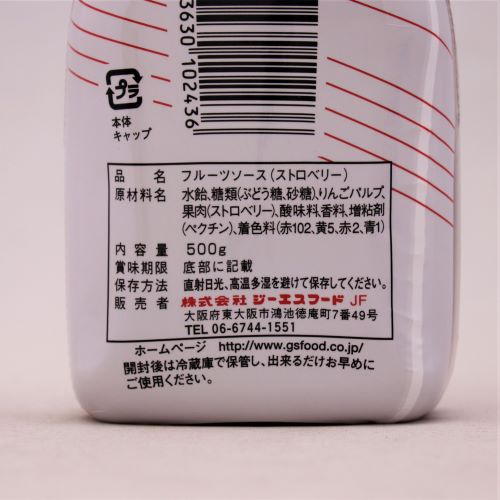 3630 102436
プラ
本体
キャップ
品名 フルーツソース(ストロベリー)
原材料名 水飴、糖類(ぶどう糖、砂糖)、りんごパルプ、
果肉(ストロベリー)、酸味料、香料、増粘剤
(ペクチン)、着色料(赤102、黄5、赤2、青1)
内容量 500g
賞味期限 底部に記載
保存方法 直射日光、高温多湿を避けて保存してください。
販売者 株式会社 ジーエスフード JF
大阪府東大阪市鴻池徳庵町7番49号
TEL 06-6744-1551
ホームページ http://www.gsfood.co.jp/
開封後は冷蔵庫で保管し、出来るだけお早めに
ご使用ください。